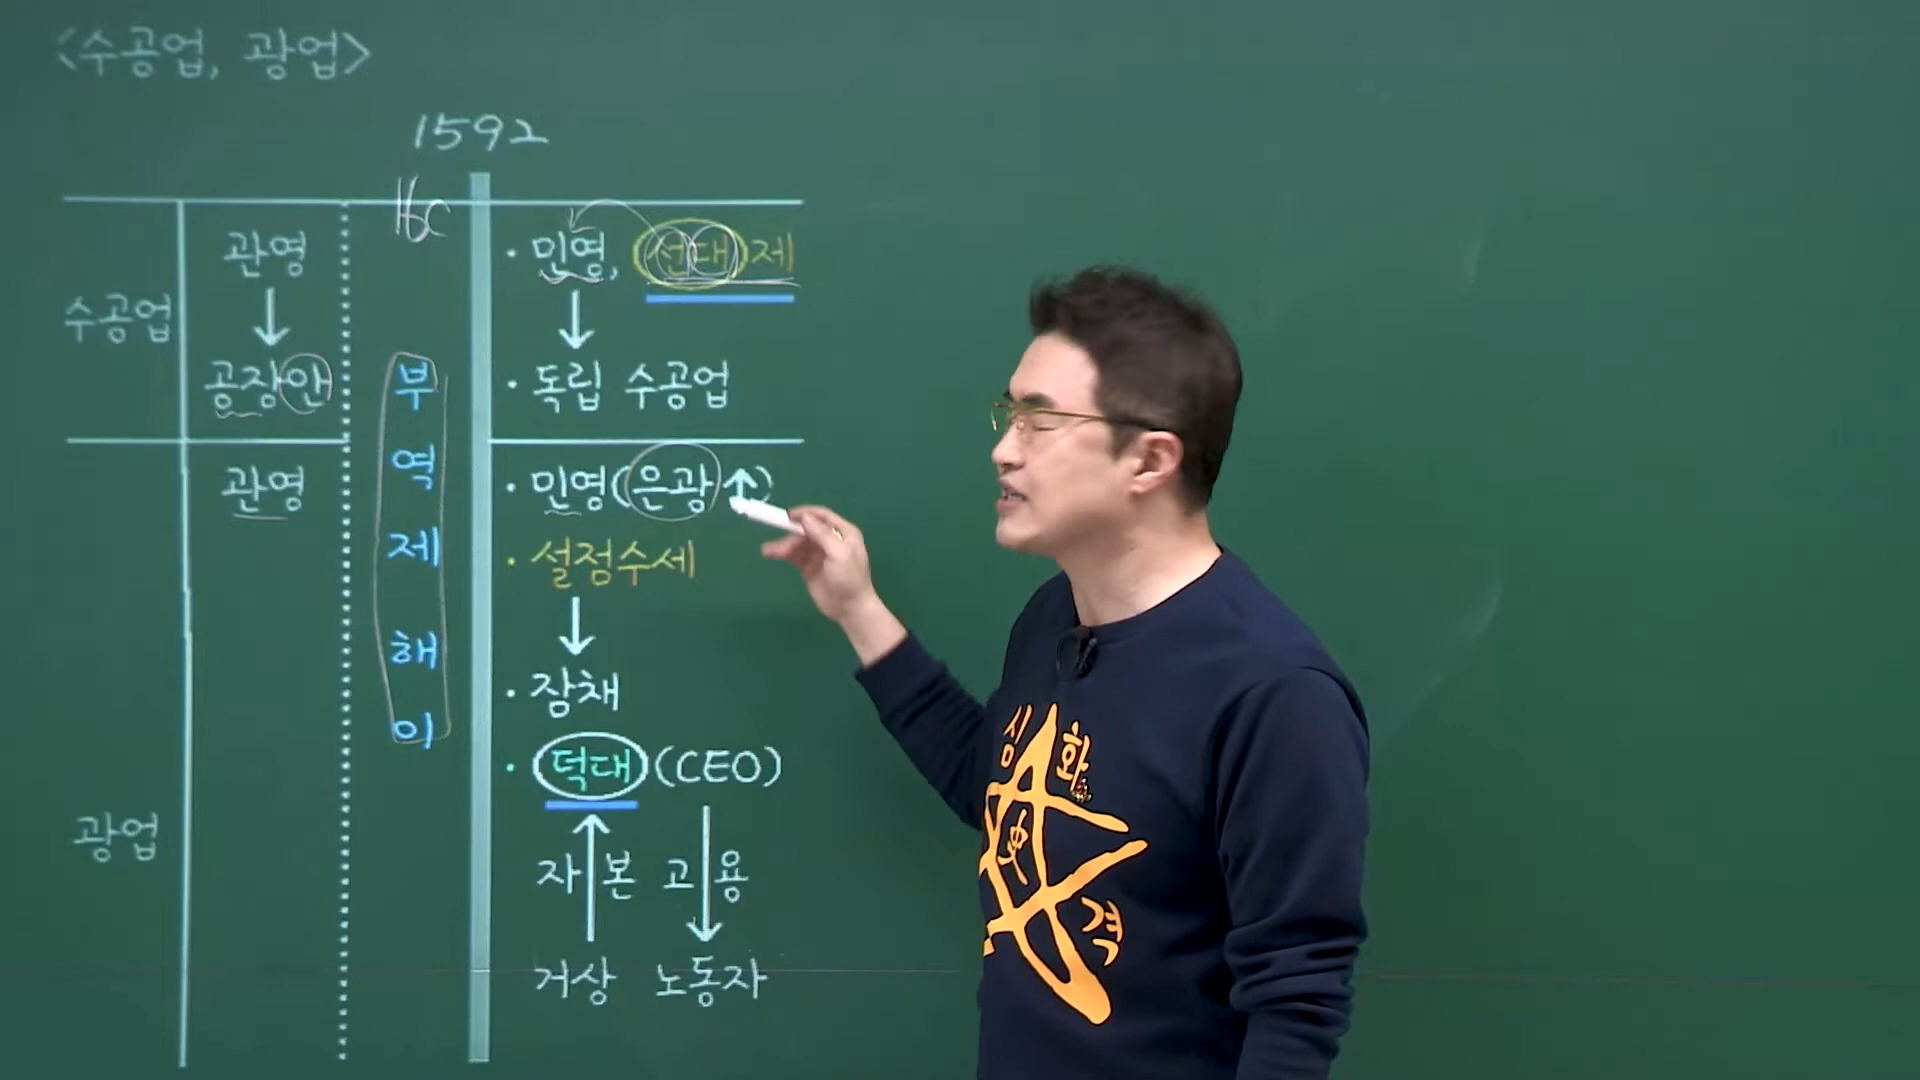 <수공업, 광업>
1592
16c
수공업
관영
공장안
· 민영, 선대제
· 독립 수공업
부역제해이
광업
관영
· 민영(은광↑)
· 설점수세
· 잠채
· 덕대(CEO)
자본 고용
거상 노동자
심화
史
격